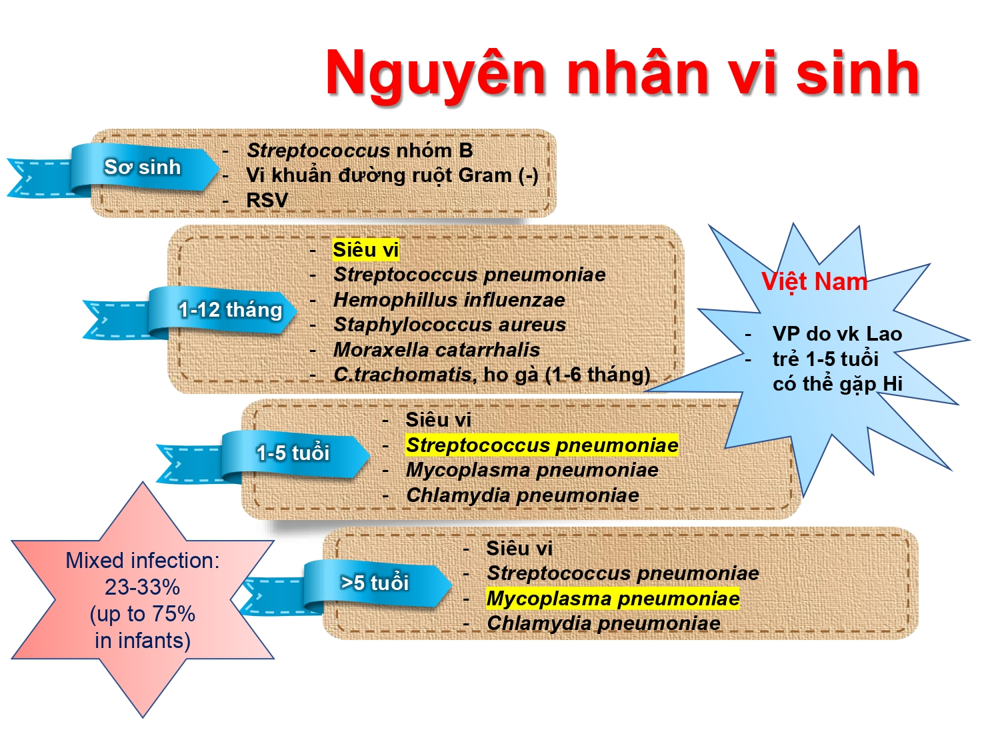 Nguyên nhân vi sinh
Sơ sinh
- Streptococcus nhóm B
- Vi khuẩn đường ruột Gram (-)
- RSV
1-12 tháng
- Siêu vi
- Streptococcus pneumoniae
- Hemophillus influenzae
- Staphylococcus aureus
- Moraxella catarrhalis
- C.trachomatis, ho gà (1-6 tháng)
Việt Nam
- VP do vk Lao
- trẻ 1-5 tuổi
có thể gặp Hi
1-5 tuổi
- Siêu vi
- Streptococcus pneumoniae
- Mycoplasma pneumoniae
- Chlamydia pneumoniae
Mixed infection:
23-33%
(up to 75%
in infants)
>5 tuổi
- Siêu vi
- Streptococcus pneumoniae
- Mycoplasma pneumoniae
- Chlamydia pneumoniae